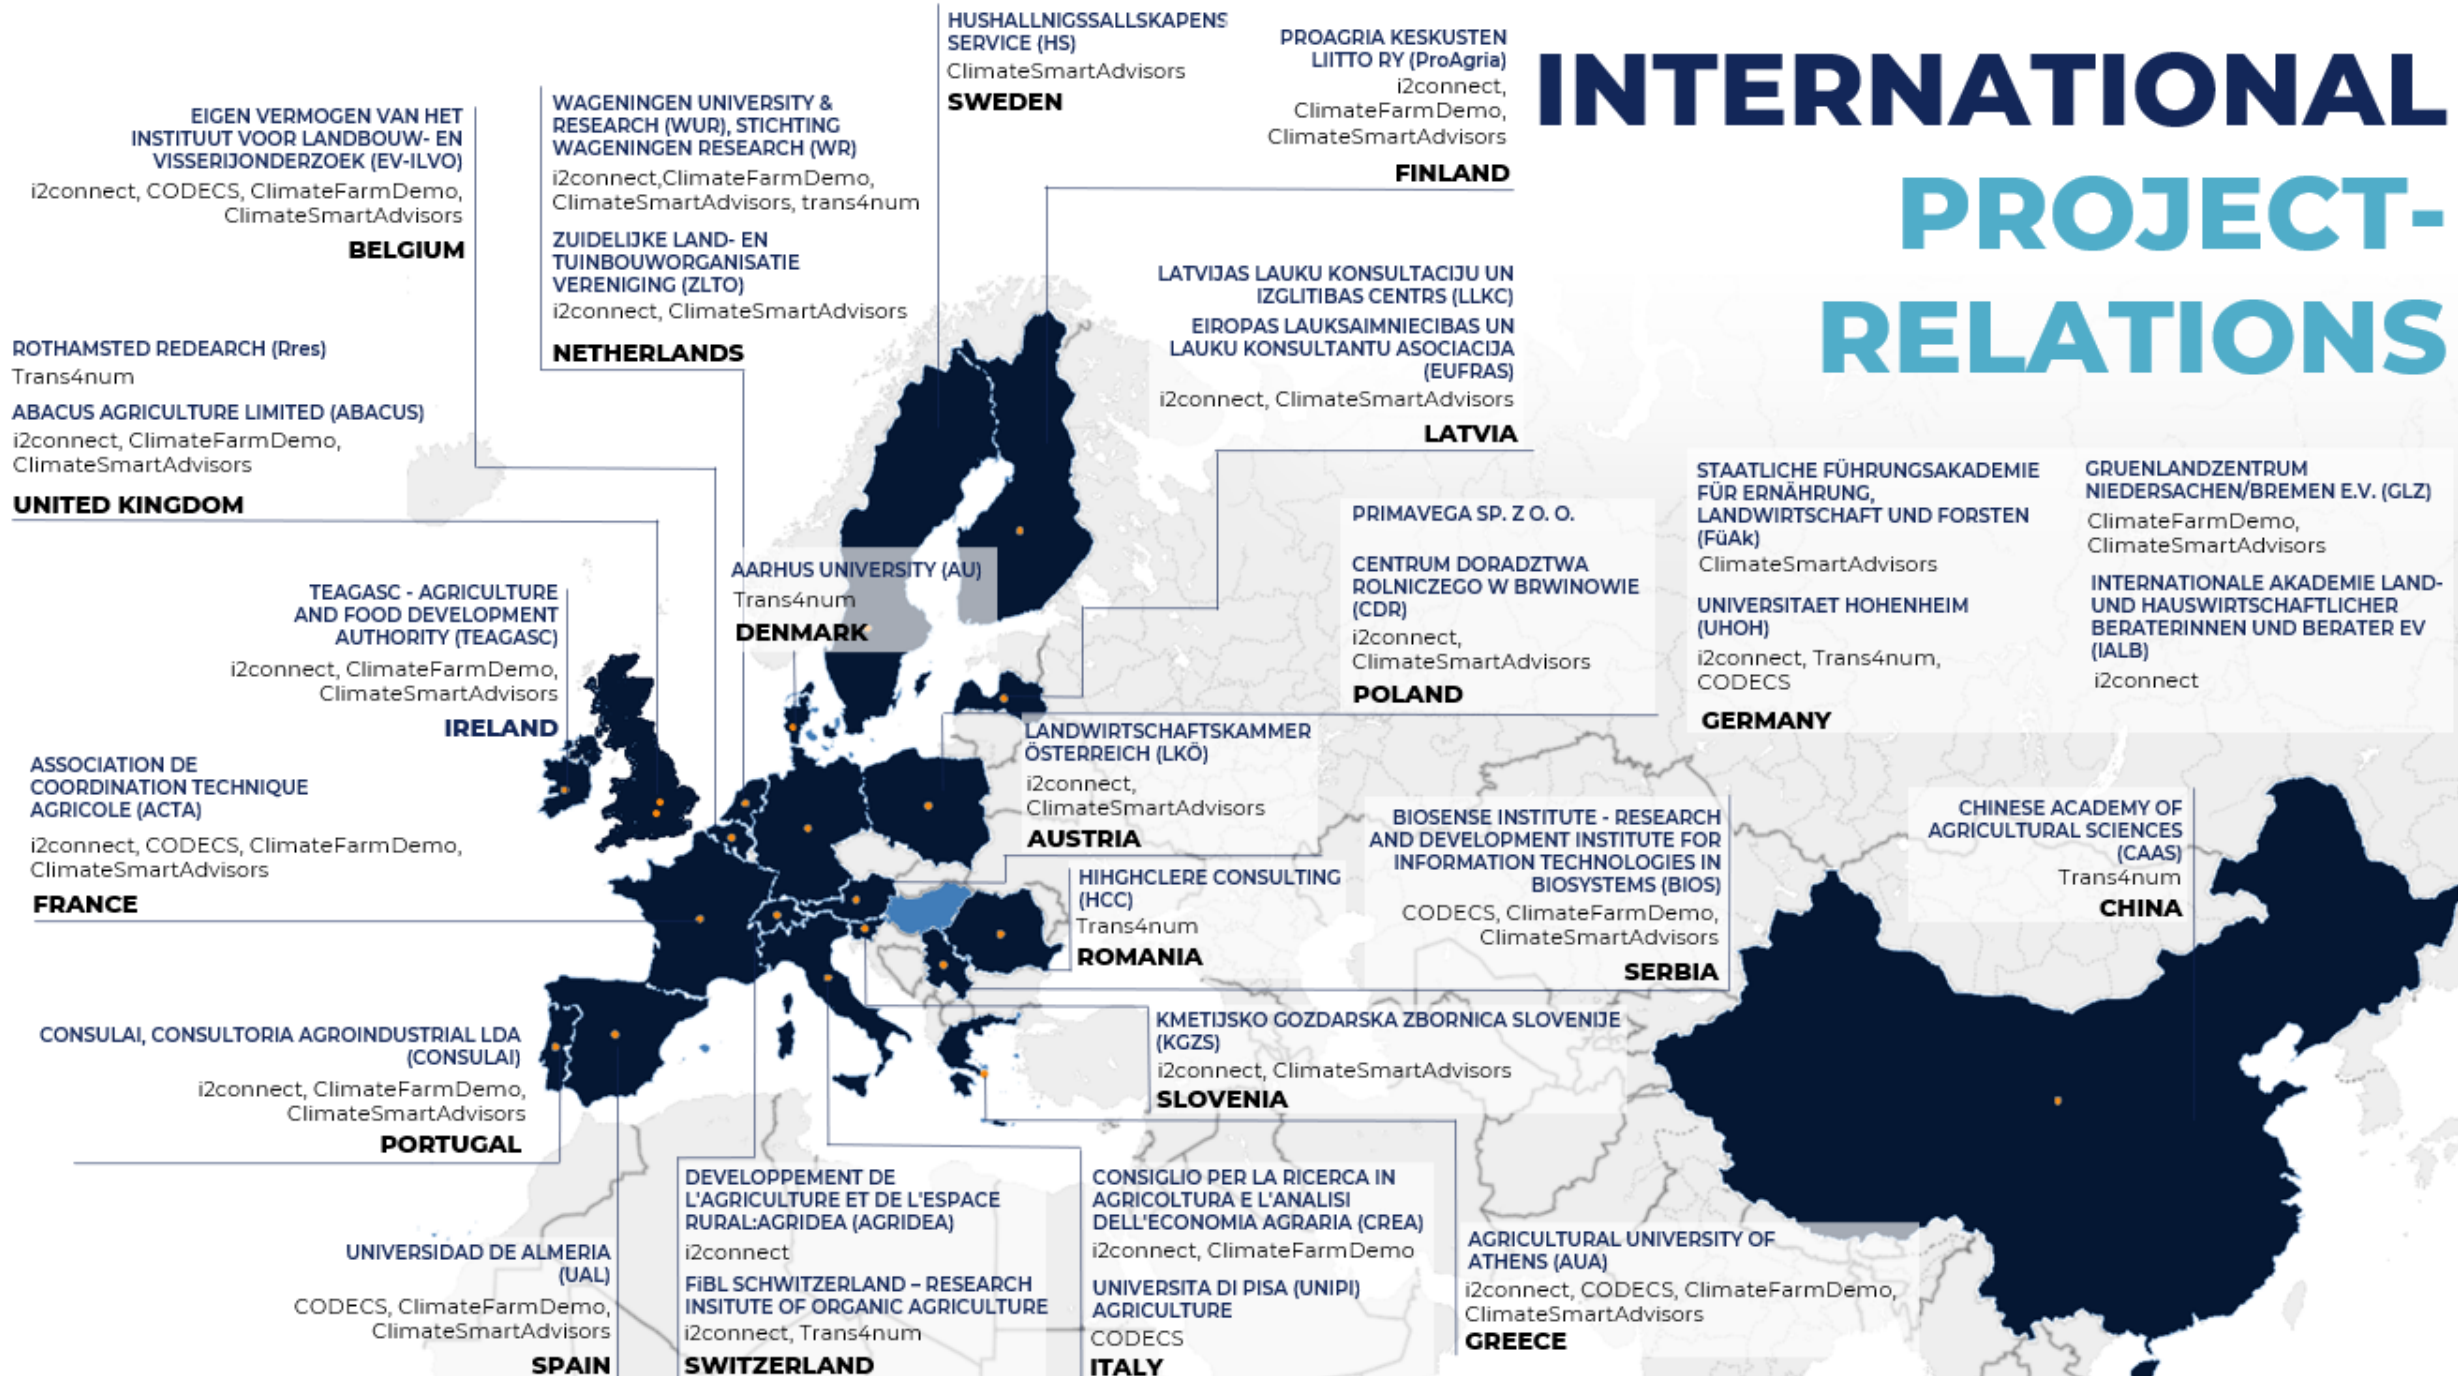 INTERNATIONAL
PROJECT-
RELATIONS
HUSHALLNIGSSALLSKAPENS
SERVICE (HS)
ClimateSmartAdvisors
SWEDEN
PROAGRIA KESKUSTEN
LIITTO RY (ProAgria)
i2connect,
ClimateFarmDemo,
ClimateSmartAdvisors
FINLAND
EIGEN VERMOGEN VAN HET
INSTITUUT VOOR LANDBOUW- EN
VISSERIJONDERZOEK (EV-ILVO)
i2connect, CODECS, ClimateFarmDemo,
ClimateSmartAdvisors
BELGIUM
WAGENINGEN UNIVERSITY &
RESEARCH (WUR), STICHTING
WAGENINGEN RESEARCH (WR)
i2connect,ClimateFarmDemo,
ClimateSmartAdvisors, trans4num
ZUIDELIJKE LAND- EN
TUINBOUWORGANISATIE
VERENIGING (ZLTO)
i2connect, ClimateSmartAdvisors
NETHERLANDS
LATVIJAS LAUKU KONSULTACIJU UN
IZGLITIBAS CENTRS (LLKC)
EIROPAS LAUKSAIMNIECIBAS UN
LAUKU KONSULTANTU ASOCIACIJA
(EUFRAS)
i2connect, ClimateSmartAdvisors
LATVIA
ROTHAMSTED REDEARCH (Rres)
Trans4num
ABACUS AGRICULTURE LIMITED (ABACUS)
i2connect, ClimateFarmDemo,
ClimateSmartAdvisors
UNITED KINGDOM
PRIMAVEGA SP. Z O. O.
CENTRUM DORADZTWA
ROLNICZEGO W BRWINOWIE
(CDR)
i2connect,
ClimateSmartAdvisors
POLAND
STAATLICHE FÜHRUNGSAKADEMIE
FÜR ERNÄHRUNG,
LANDWIRTSCHAFT UND FORSTEN
(FüAk)
ClimateSmartAdvisors
UNIVERSITAET HOHENHEIM
(UHOH)
i2connect, Trans4num,
CODECS
GERMANY
GRUENLANDZENTRUM
NIEDERSACHEN/BREMEN E.V. (GLZ)
ClimateFarmDemo,
ClimateSmartAdvisors
INTERNATIONALE AKADEMIE LAND-
UND HAUSWIRTSCHAFTLICHER
BERATERINNEN UND BERATER EV
(IALB)
i2connect
TEAGASC - AGRICULTURE
AND FOOD DEVELOPMENT
AUTHORITY (TEAGASC)
i2connect, ClimateFarmDemo,
ClimateSmartAdvisors
IRELAND
AARHUS UNIVERSITY (AU)
Trans4num
DENMARK
LANDWIRTSCHAFTSKAMMER
ÖSTERREICH (LKÖ)
i2connect,
ClimateSmartAdvisors
AUSTRIA
ASSOCIATION DE
COORDINATION TECHNIQUE
AGRICOLE (ACTA)
i2connect, CODECS, ClimateFarmDemo,
ClimateSmartAdvisors
FRANCE
HIHGHCLERE CONSULTING
(HCC)
Trans4num
ROMANIA
BIOSENSE INSTITUTE - RESEARCH
AND DEVELOPMENT INSTITUTE FOR
INFORMATION TECHNOLOGIES IN
BIOSYSTEMS (BIOS)
CODECS, ClimateFarmDemo,
ClimateSmartAdvisors
SERBIA
CHINESE ACADEMY OF
AGRICULTURAL SCIENCES
(CAAS)
Trans4num
CHINA
CONSULAI, CONSULTORIA AGROINDUSTRIAL LDA
(CONSULAI)
i2connect, ClimateFarmDemo,
ClimateSmartAdvisors
PORTUGAL
KMETIJSKO GOZDARSKA ZBORNICA SLOVENIJE
(KGZS)
i2connect, ClimateSmartAdvisors
SLOVENIA
UNIVERSIDAD DE ALMERIA
(UAL)
CODECS, ClimateFarmDemo,
ClimateSmartAdvisors
SPAIN
DEVELOPPEMENT DE
L'AGRICULTURE ET DE L'ESPACE
RURAL:AGRIDEA (AGRIDEA)
i2connect
FiBL SCHWITZERLAND – RESEARCH
INSITUTE OF ORGANIC AGRICULTURE
i2connect, Trans4num
SWITZERLAND
CONSIGLIO PER LA RICERCA IN
AGRICOLTURA E L'ANALISI
DELL'ECONOMIA AGRARIA (CREA)
i2connect, ClimateFarmDemo
UNIVERSITA DI PISA (UNIPI)
AGRICULTURE
CODECS
ITALY
AGRICULTURAL UNIVERSITY OF
ATHENS (AUA)
i2connect, CODECS, ClimateFarmDemo,
ClimateSmartAdvisors
GREECE